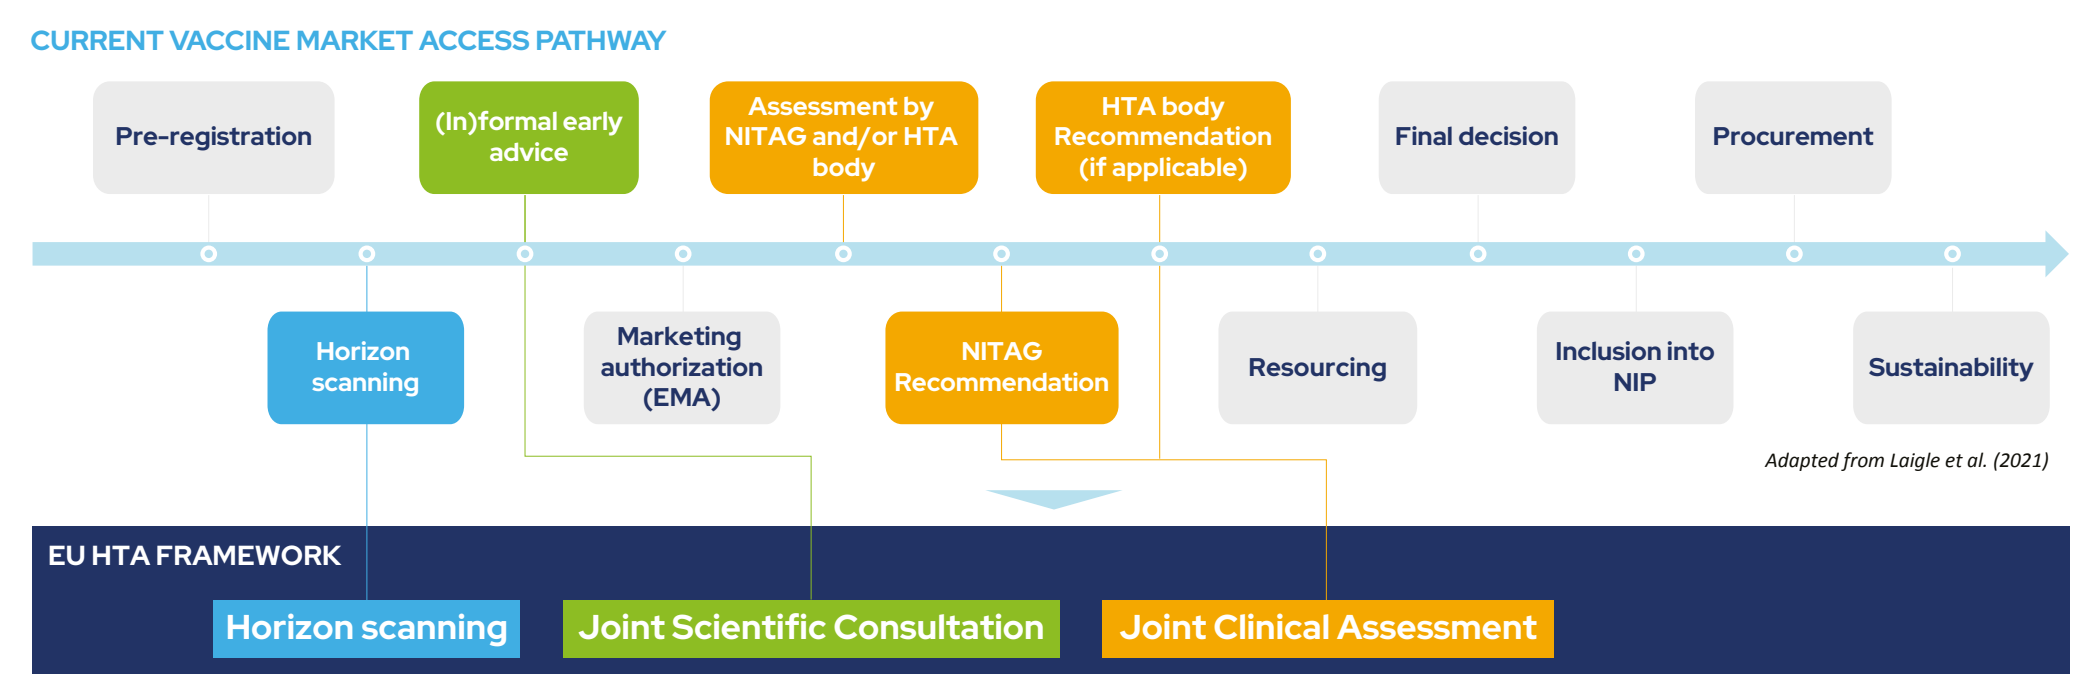 CURRENT VACCINE MARKET ACCESS PATHWAY
Pre-registration
(In)formal early
advice
Assessment by
NITAG and/or HTA
body
HTA body
Recommendation
(if applicable)
Final decision
Procurement
Horizon
scanning
Marketing
authorization
(EMA)
NITAG
Recommendation
Resourcing
Inclusion into
NIP
Sustainability
Adapted from Laigle et al. (2021)
EU HTA FRAMEWORK
Horizon scanning
Joint Scientific Consultation
Joint Clinical Assessment